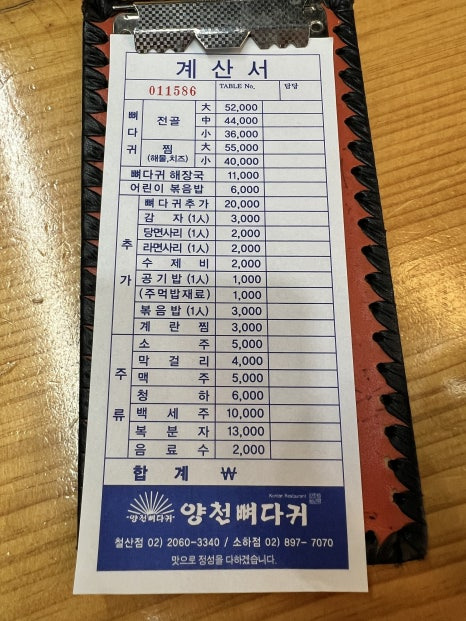 계산서
011586 TABLE No. 담당
뼈다귀 전골 大 52,000
中 44,000
小 36,000
찜 (해물,치즈) 大 55,000
小 40,000
뼈다귀 해장국 11,000
어린이 볶음밥 6,000
추가 뼈다귀추가 20,000
감자 (1人) 3,000
당면사리 (1人) 2,000
라면사리 (1人) 2,000
수제비 2,000
공기밥 (1人) 1,000
(주먹밥재료) 1,000
볶음밥 (1人) 3,000
계란찜 3,000
주류 소주 5,000
막걸리 4,000
맥주 5,000
청하 6,000
백세주 10,000
복분자 13,000
음료수 2,000
합계 ₩
Korean Restaurant
양천뼈다귀 양천뼈다귀
철산점 02) 2060-3340 / 소하점 02) 897-7070
맛으로 정성을 다하겠습니다.